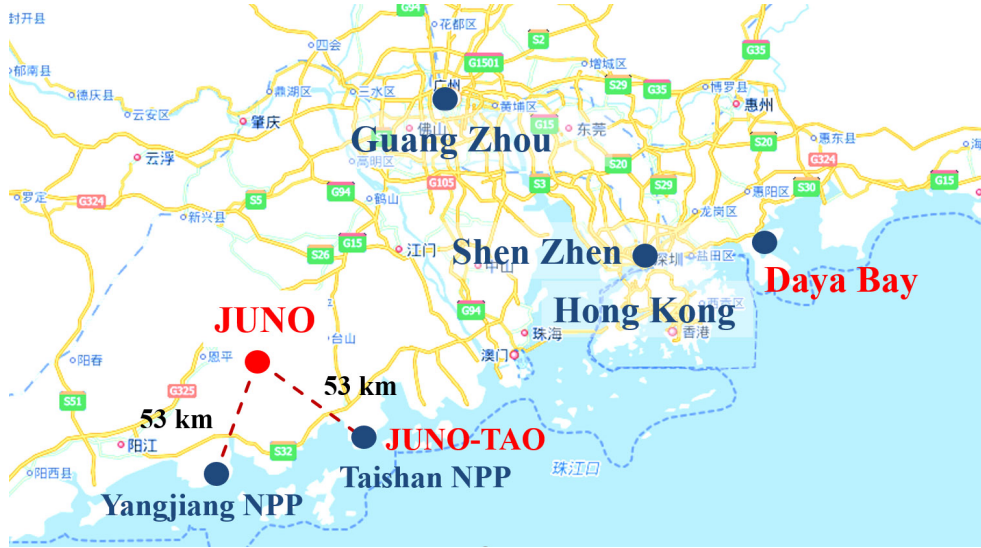 封开县
G94
花都区
四会
S2
G35
G1501
增城区
郁南县
德庆县
鼎湖区
三水区
广州
S29
G35
博罗县
惠州
云安区
肇庆
黄埔区
Guang Zhou
佛山
G15
东莞
惠东县
S20
云浮
高明区
G324
罗定
G324
S5
G94
鹤山
G105
S3
S20
S29
惠阳区
S30
G15
新兴县
龙岗区
G15
江门
S26
中山
Shen Zhen
深圳
盐田区
Daya Bay
G94
Hong Kong
JUNO
台山
珠海
香港
阳春
恩平
澳门
53 km
G325
S51
53 km
阳江
S32
JUNO-TAO
阳西县
Taishan NPP
珠江口
Yangjiang NPP